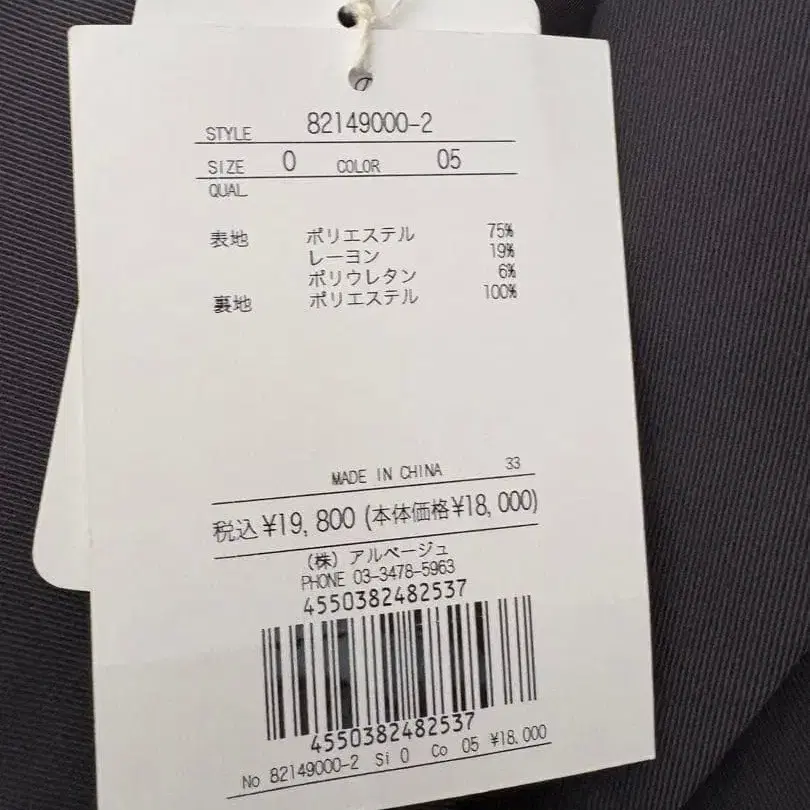 STYLE 82149000-2
SIZE 0 COLOR 05
QUAL
表地 ポリエステル 75%
レーヨン 19%
ポリウレタン 6%
裏地 ポリエステル 100%
MADE IN CHINA 33
税込¥19,800 (本体価格¥18,000)
(株) アルページュ
PHONE 03-3478-5963
4550382482537
4550382482537
No 82149000-2 Si 0 Co 05 ¥18,000